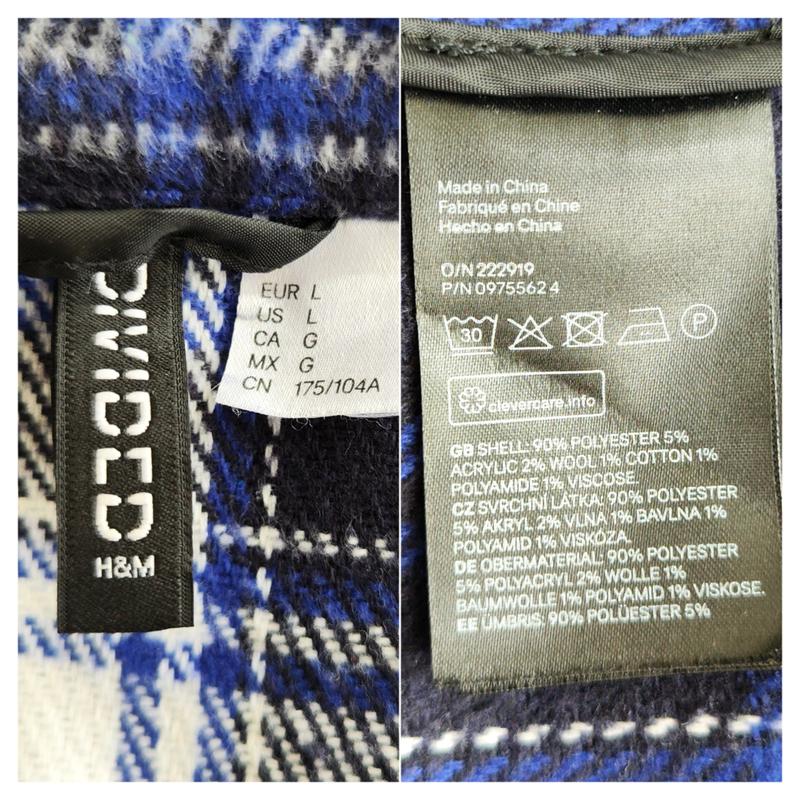 DIVIDED
H&M
EUR L
US L
CA G
MX G
CN 175/104A
Made in China
Fabriqué en Chine
Hecho en China
O/N 222919
P/N 0975562 4
30
P
clevercare.info
GB SHELL: 90% POLYESTER 5%
ACRYLIC 2% WOOL 1% COTTON 1%
POLYAMIDE 1% VISCOSE.
CZ SVRCHNÍ LÁTKA: 90% POLYESTER
5% AKRYL 2% VLNA 1% BAVLNA 1%
POLYAMID 1% VISKÓZA.
DE OBERMATERIAL: 90% POLYESTER
5% POLYACRYL 2% WOLLE 1%
BAUMWOLLE 1% POLYAMID 1% VISKOSE.
EE ÜMBRIS: 90% POLÜESTER 5%